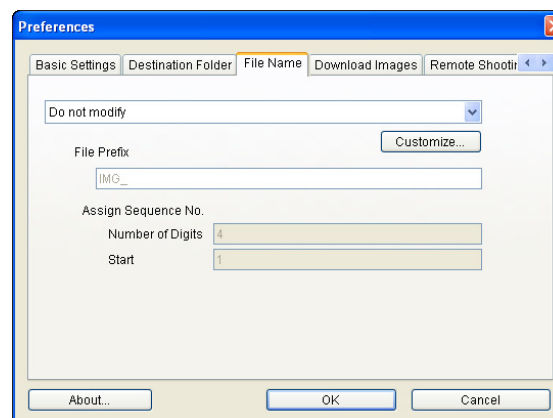 Preferences
Basic Settings Destination Folder File Name Download Images Remote
Do not modify
Customize...
File Prefix
IMG_
Assign Sequence No.
Number of Digits 4
Start 1
About... OK Cancel